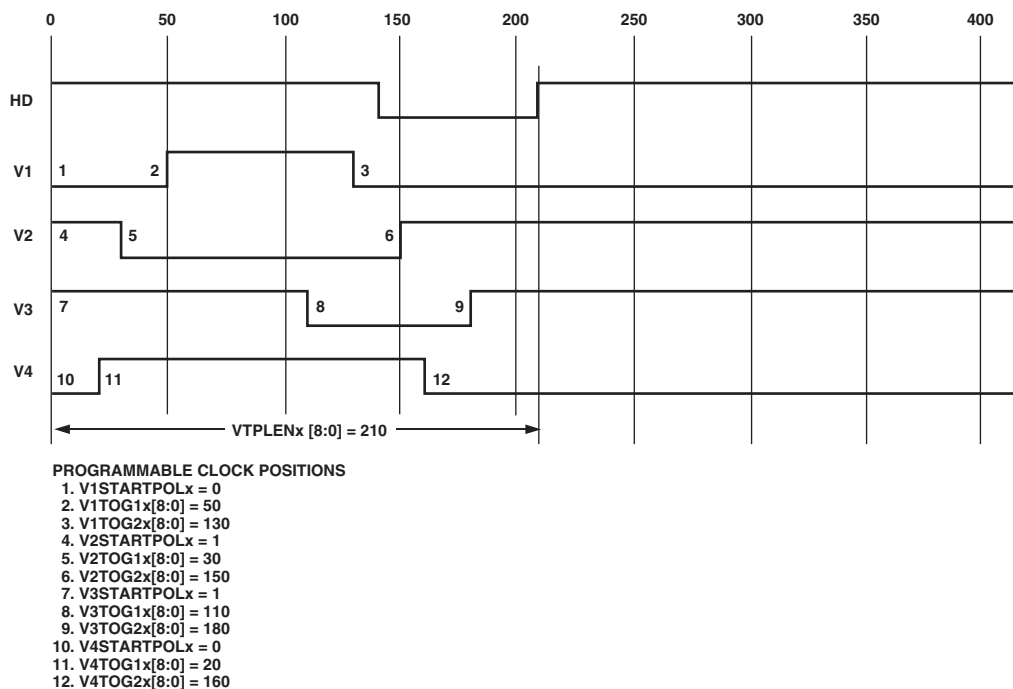 0 50 100 150 200 250 300 350 400
HD
V1 1 2 3
V2 4 5 6
V3 7 8 9
V4 10 11 12
VTPLENx [8:0] = 210
PROGRAMMABLE CLOCK POSITIONS
1. V1STARTPOLx = 0
2. V1TOG1x[8:0] = 50
3. V1TOG2x[8:0] = 130
4. V2STARTPOLx = 1
5. V2TOG1x[8:0] = 30
6. V2TOG2x[8:0] = 150
7. V3STARTPOLx = 1
8. V3TOG1x[8:0] = 110
9. V3TOG2x[8:0] = 180
10. V4STARTPOLx = 0
11. V4TOG1x[8:0] = 20
12. V4TOG2x[8:0] = 160